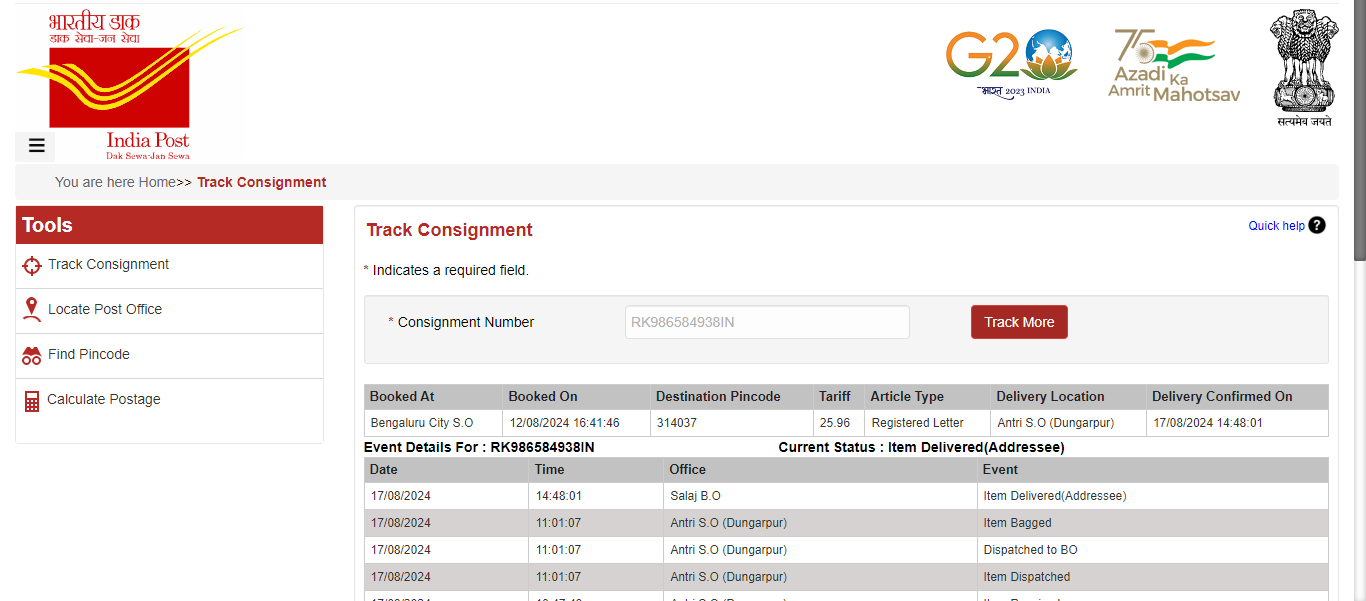 भारतीय डाक
डाक सेवा-जन सेवा
India Post
Dak Sewa-Jan Sewa
G20
भारत 2023 INDIA
75
Azadi Ka
Amrit Mahotsav
सत्यमेव जयते
You are here Home>> Track Consignment
Tools
Track Consignment
Locate Post Office
Find Pincode
Calculate Postage
Track Consignment
Quick help ?
* Indicates a required field.
* Consignment Number RK986584938IN Track More
Booked At Booked On Destination Pincode Tariff Article Type Delivery Location Delivery Confirmed On
Bengaluru City S.O 12/08/2024 16:41:46 314037 25.96 Registered Letter Antri S.O (Dungarpur) 17/08/2024 14:48:01
Event Details For : RK986584938IN Current Status : Item Delivered(Addressee)
Date Time Office Event
17/08/2024 14:48:01 Salaj B.O Item Delivered(Addressee)
17/08/2024 11:01:07 Antri S.O (Dungarpur) Item Bagged
17/08/2024 11:01:07 Antri S.O (Dungarpur) Dispatched to BO
17/08/2024 11:01:07 Antri S.O (Dungarpur) Item Dispatched